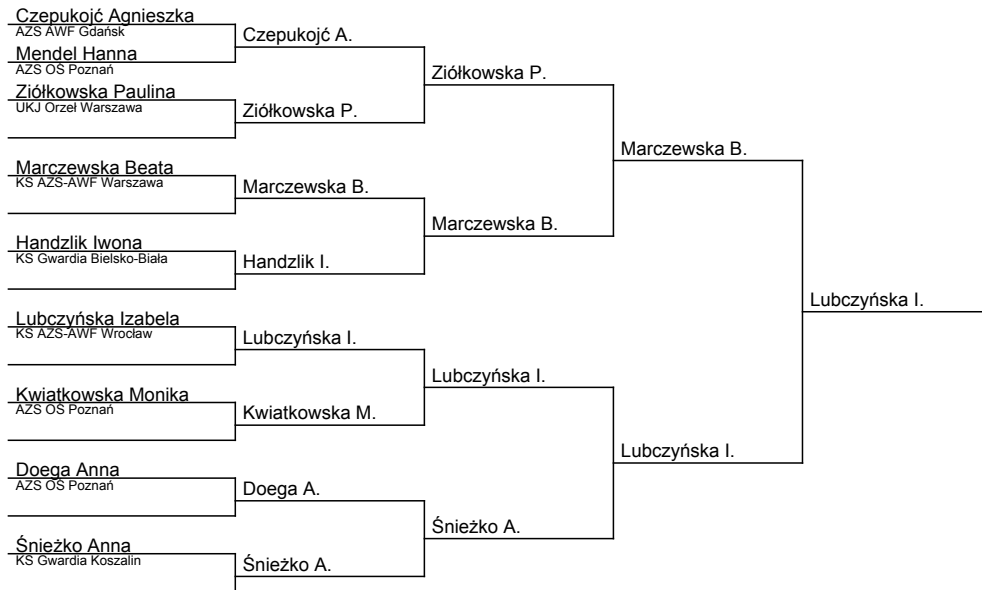 Czepukojć Agnieszka
AZS AWF Gdańsk
Czepukojć A.
Mendel Hanna
AZS OŚ Poznań
Ziółkowska P.
Ziółkowska Paulina
UKJ Orzeł Warszawa
Ziółkowska P.
Marczewska B.
Marczewska Beata
KS AZS-AWF Warszawa
Marczewska B.
Marczewska B.
Handzlik Iwona
KS Gwardia Bielsko-Biała
Handzlik I.
Lubczyńska I.
Lubczyńska Izabela
KS AZS-AWF Wrocław
Lubczyńska I.
Lubczyńska I.
Kwiatkowska Monika
AZS OŚ Poznań
Kwiatkowska M.
Lubczyńska I.
Doega Anna
AZS OŚ Poznań
Doega A.
Śnieżko A.
Śnieżko Anna
KS Gwardia Koszalin
Śnieżko A.